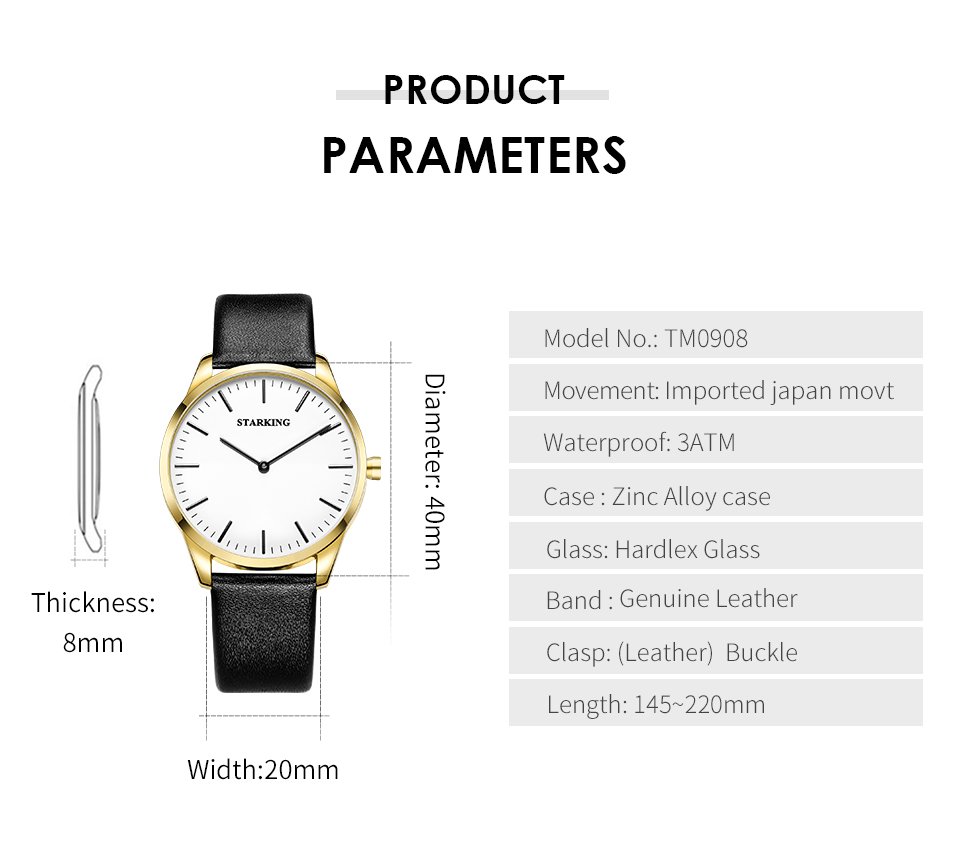 PRODUCT
PARAMETERS
STARKING
Diameter: 40mm
Thickness:
8mm
Width:20mm
Model No.: TM0908
Movement: Imported japan movt
Waterproof: 3ATM
Case : Zinc Alloy case
Glass: Hardlex Glass
Band : Genuine Leather
Clasp: (Leather) Buckle
Length: 145~220mm